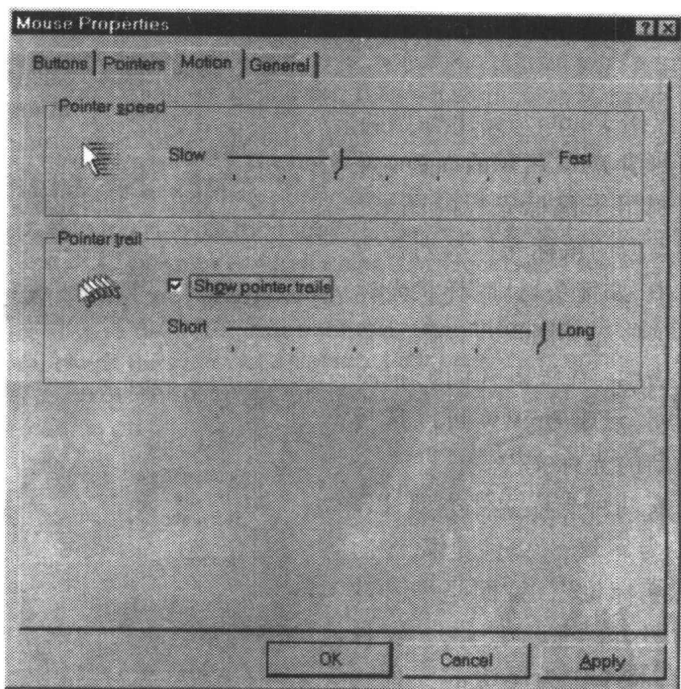 Mouse Properties
Buttons Pointers Motion General
Pointer speed
Slow Fast
Pointer trail
Show pointer trails
Short Long
OK Cancel Apply